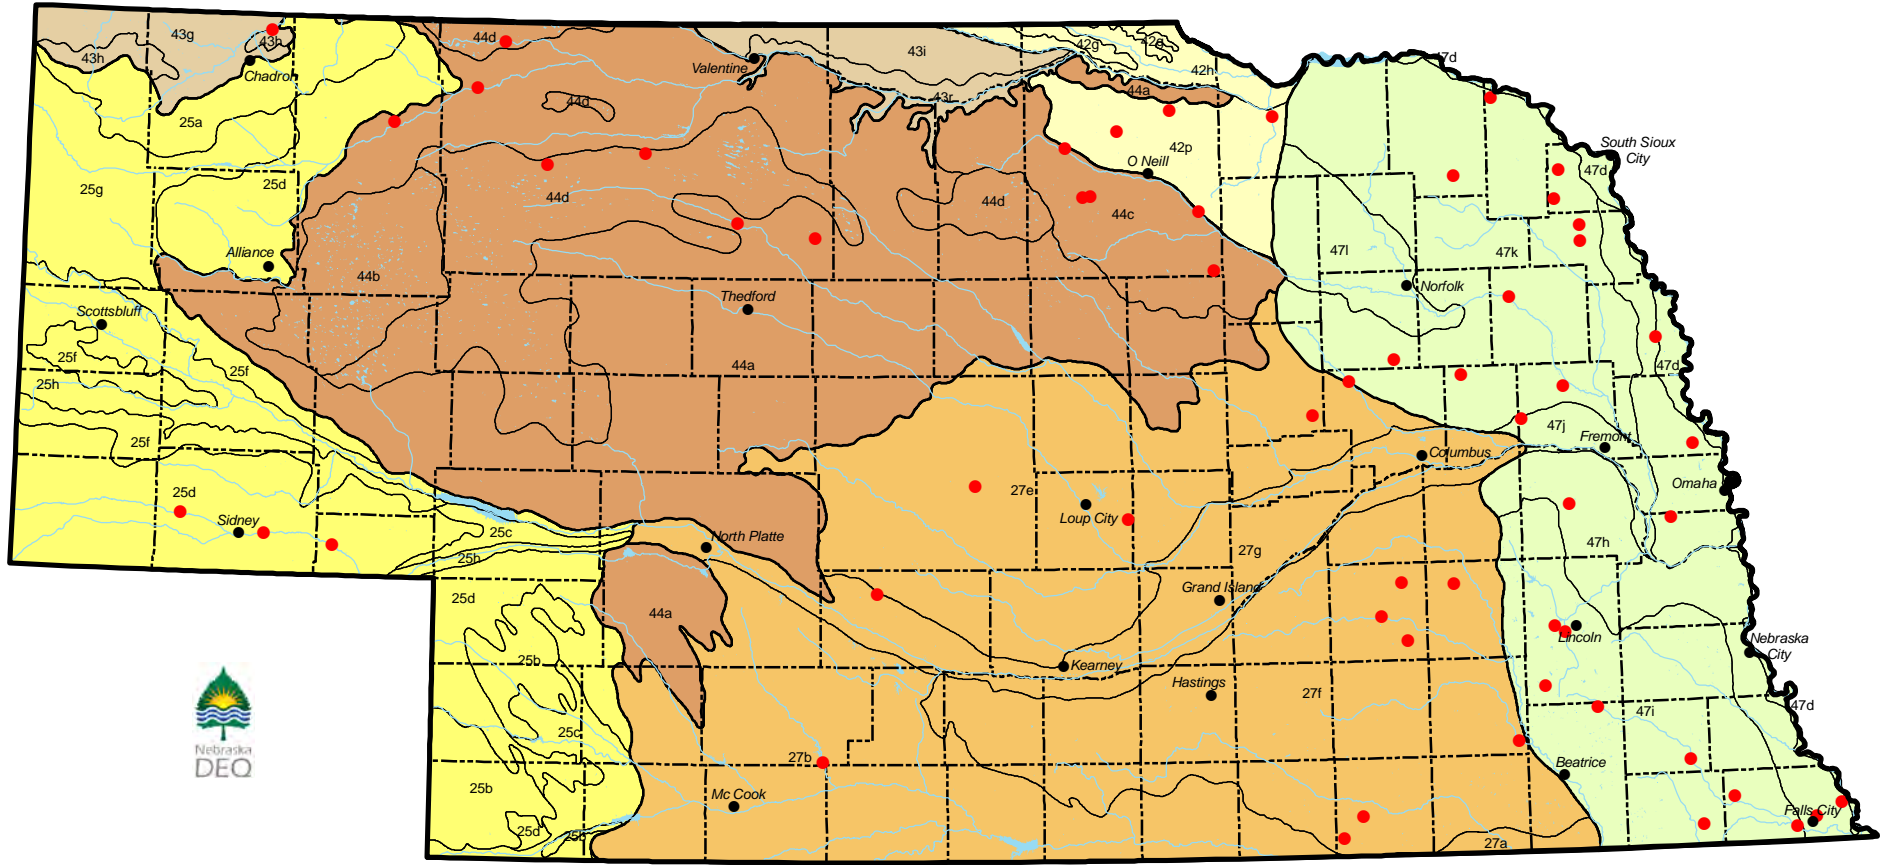 43g
43h
43h
Chadron
25a
25g
25d
Alliance
44d
44d
Valentine
43i
43r
42g
42g
42h
44a
42p
O Neill
47d
South Sioux
City
47d
44d
44d
44c
47l
47k
44b
Scottsbluff
Thedford
Norfolk
25f
25f
25h
44a
47d
25f
47j
Fremont
Columbus
Omaha
25d
Sidney
27e
Loup City
25c
25h
North Platte
27g
47h
25d
44a
Grand Island
Lincoln
Nebraska
City
25b
Kearney
Hastings
27f
47i
47d
25c
27b
Beatrice
25b
Mc Cook
25d
25b
27a
Falls City
Nebraska
DEQ